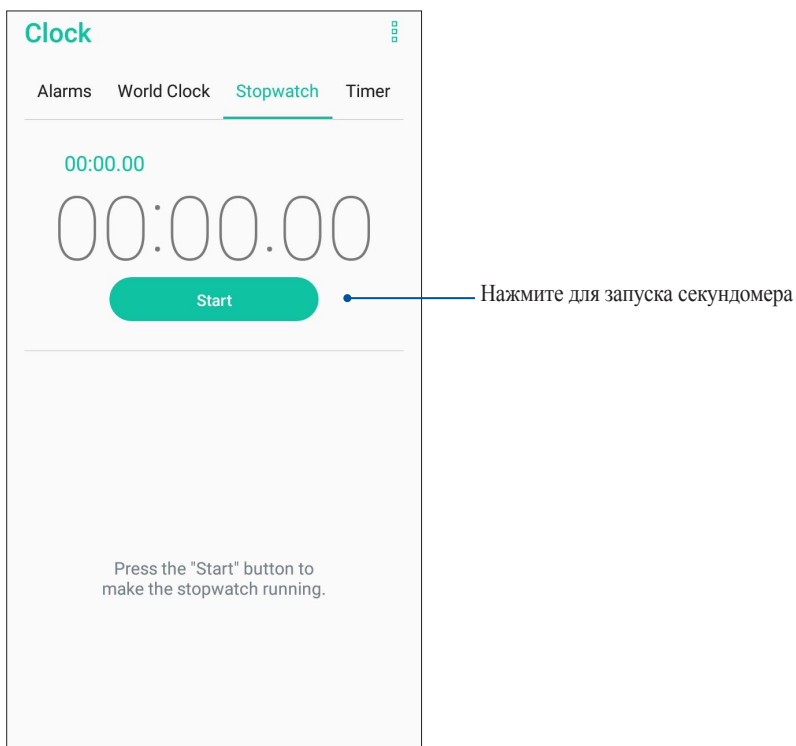 Clock
Alarms World Clock Stopwatch Timer
00:00.00
00:00.00
Start
Нажмите для запуска секундомера
Press the "Start" button to
make the stopwatch running.